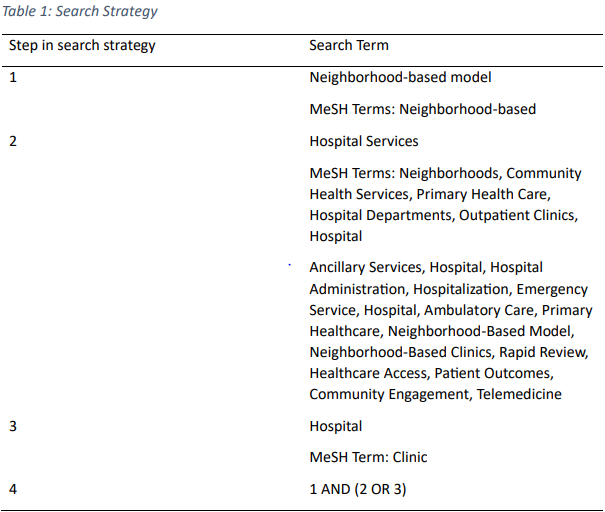 Table 1: Search Strategy
Step in search strategy Search Term
1 Neighborhood-based model
MeSH Terms: Neighborhood-based
2 Hospital Services
MeSH Terms: Neighborhoods, Community
Health Services, Primary Health Care,
Hospital Departments, Outpatient Clinics,
Hospital
Ancillary Services, Hospital, Hospital
Administration, Hospitalization, Emergency
Service, Hospital, Ambulatory Care, Primary
Healthcare, Neighborhood-Based Model,
Neighborhood-Based Clinics, Rapid Review,
Healthcare Access, Patient Outcomes,
Community Engagement, Telemedicine
3 Hospital
MeSH Term: Clinic
4 1 AND (2 OR 3)